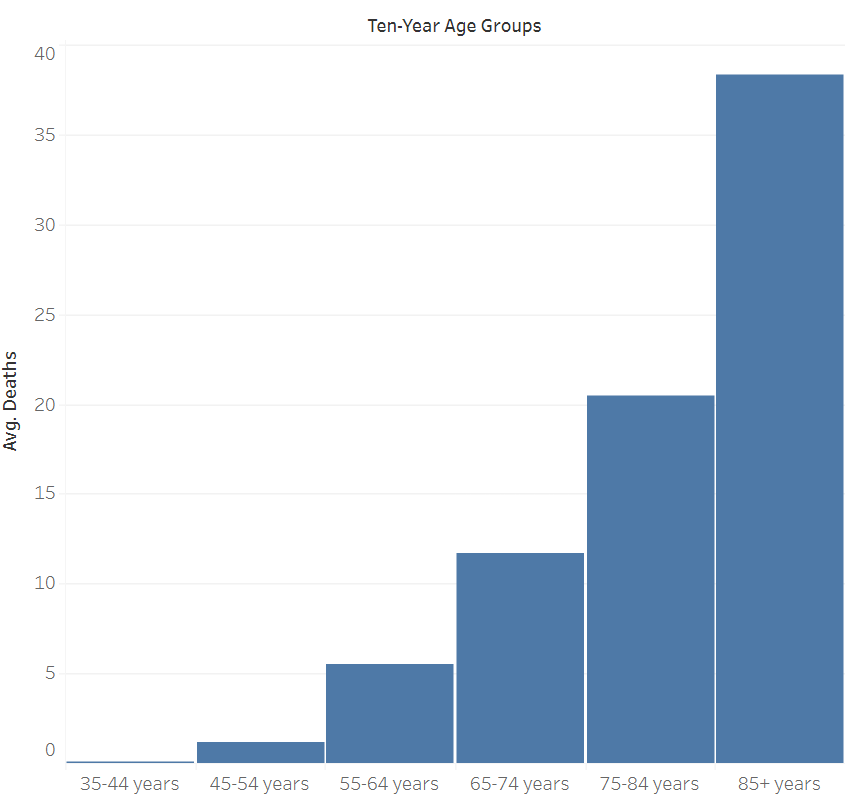 Ten-Year Age Groups
40
35
30
25
20
15
10
5
0
Avg. Deaths
35-44 years
45-54 years
55-64 years
65-74 years
75-84 years
85+ years